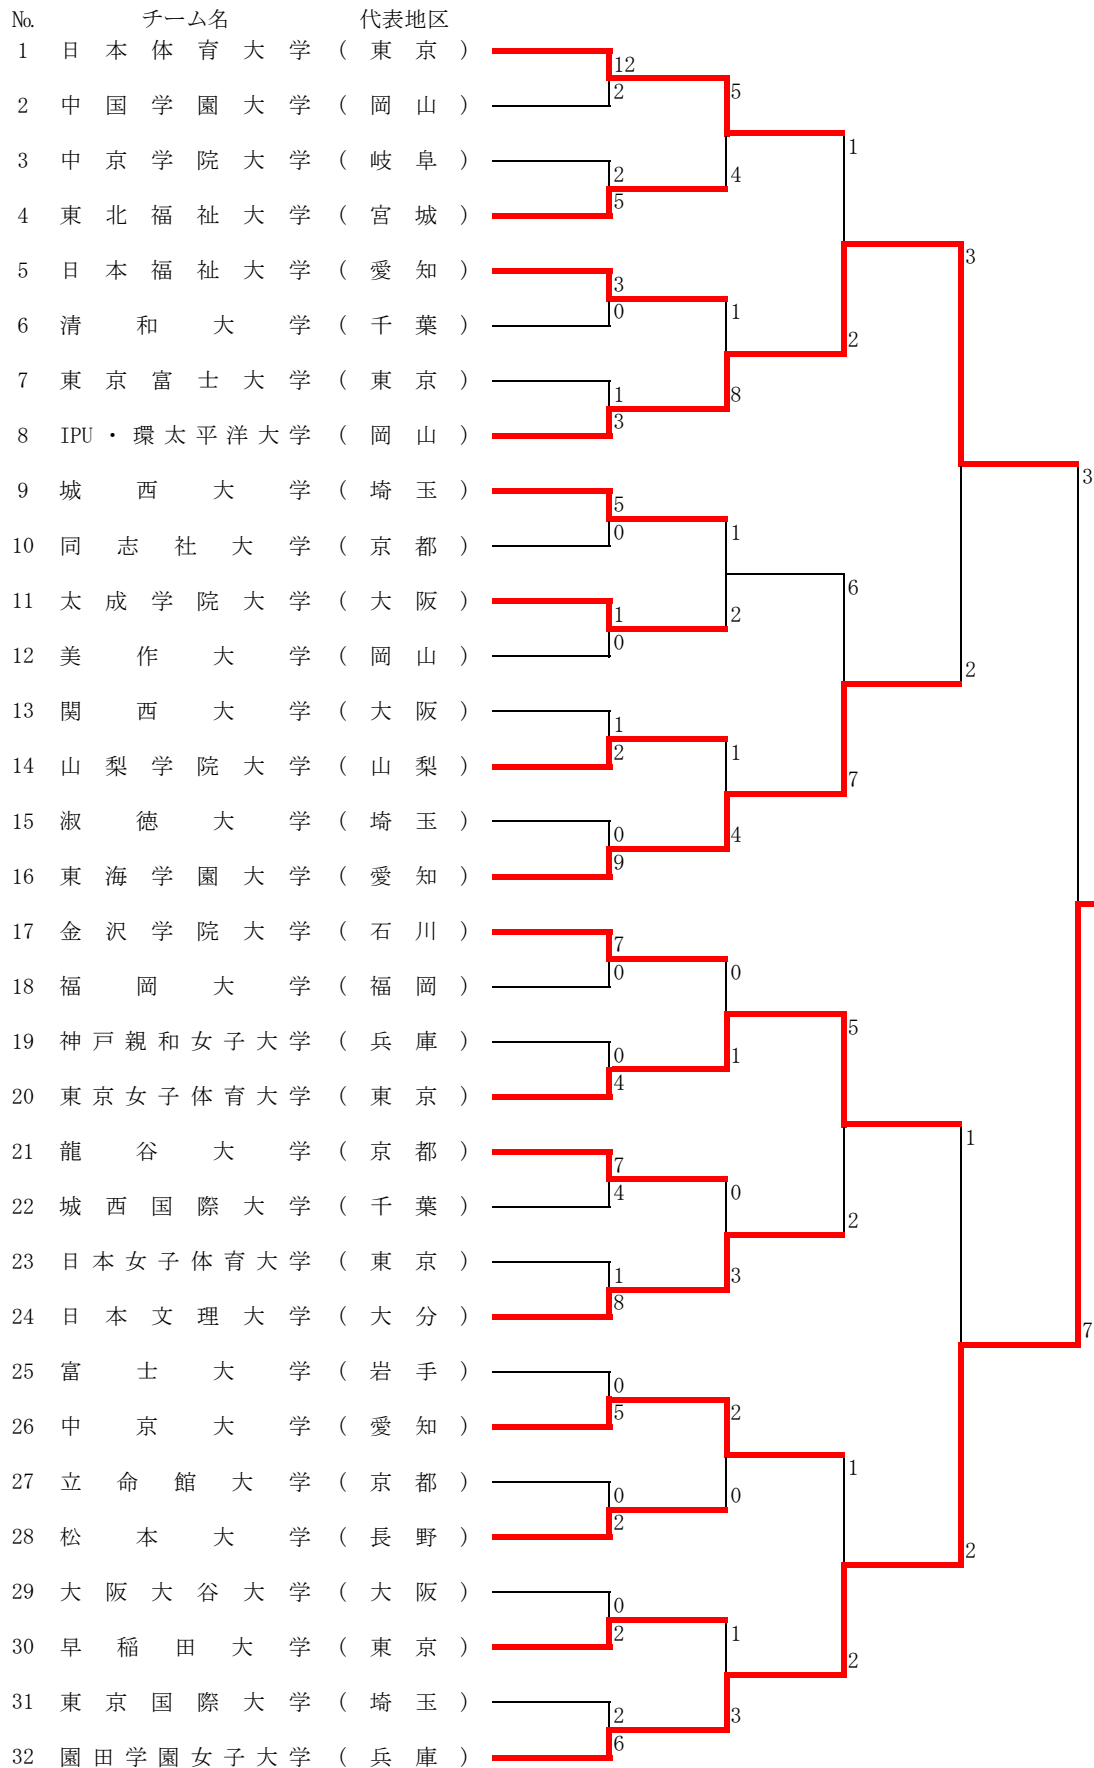 No. チーム名 代表地区
1 日本体育大学 (東京)
12
2 5
2 中国学園大学 (岡山)
1
3 中京学院大学 (岐阜)
2 4
5
4 東北福祉大学 (宮城)
3
5 日本福祉大学 (愛知)
3
0 1
6 清和大学 (千葉)
2
7 東京富士大学 (東京)
1 8
3
8 IPU・環太平洋大学 (岡山)
3
9 城西大学 (埼玉)
5
0 1
10 同志社大学 (京都)
6
11 太成学院大学 (大阪)
1 2
0
12 美作大学 (岡山)
2
13 関西大学 (大阪)
1
2 1
14 山梨学院大学 (山梨)
7
15 淑徳大学 (埼玉)
0 4
9
16 東海学園大学 (愛知)
17 金沢学院大学 (石川)
7
0 0
18 福岡大学 (福岡)
5
19 神戸親和女子大学 (兵庫)
0 1
4
20 東京女子体育大学 (東京)
1
21 龍谷大学 (京都)
7
4 0
22 城西国際大学 (千葉)
2
23 日本女子体育大学 (東京)
1 3
8
24 日本文理大学 (大分)
7
25 富士大学 (岩手)
0
5 2
26 中京大学 (愛知)
1
27 立命館大学 (京都)
0 0
2
28 松本大学 (長野)
2
29 大阪大谷大学 (大阪)
0
2 1
30 早稲田大学 (東京)
2
31 東京国際大学 (埼玉)
2 3
6
32 園田学園女子大学 (兵庫)